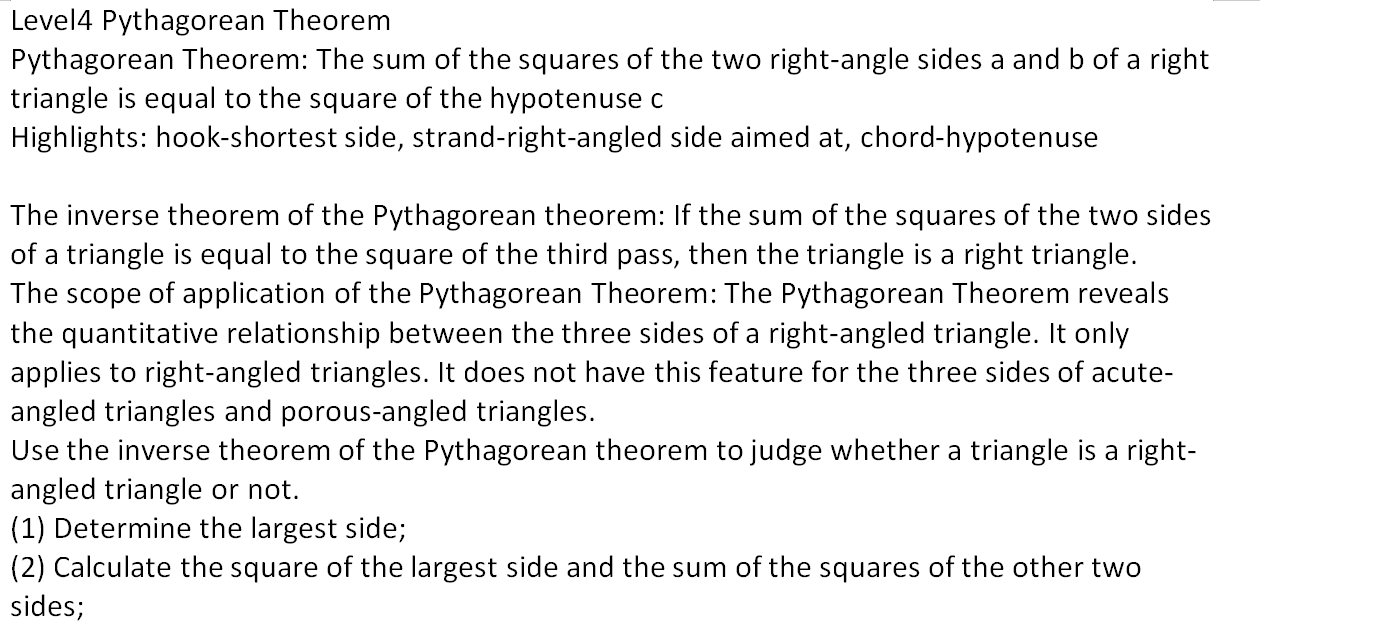 Level4 Pythagorean Theorem
Pythagorean Theorem: The sum of the squares of the two right-angle sides a and b of a right
triangle is equal to the square of the hypotenuse c
Highlights: hook-shortest side, strand-right-angled side aimed at, chord-hypotenuse
The inverse theorem of the Pythagorean theorem: If the sum of the squares of the two sides
of a triangle is equal to the square of the third pass, then the triangle is a right triangle.
The scope of application of the Pythagorean Theorem: The Pythagorean Theorem reveals
the quantitative relationship between the three sides of a right-angled triangle. It only
applies to right-angled triangles. It does not have this feature for the three sides of acute-
angled triangles and porous-angled triangles.
Use the inverse theorem of the Pythagorean theorem to judge whether a triangle is a right-
angled triangle or not.
(1) Determine the largest side;
(2) Calculate the square of the largest side and the sum of the squares of the other two
sides;